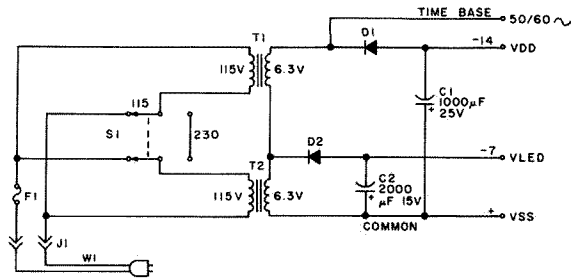 TIME BASE
50/60
T1
D1
-14
VDD
115V
6.3V
C1
1000µF
+ 25V
115
S1
230
D2
-7
VLED
T2
F1
115V
6.3V
C2
2000
µF 15V
+
+
VSS
COMMON
J1
W1